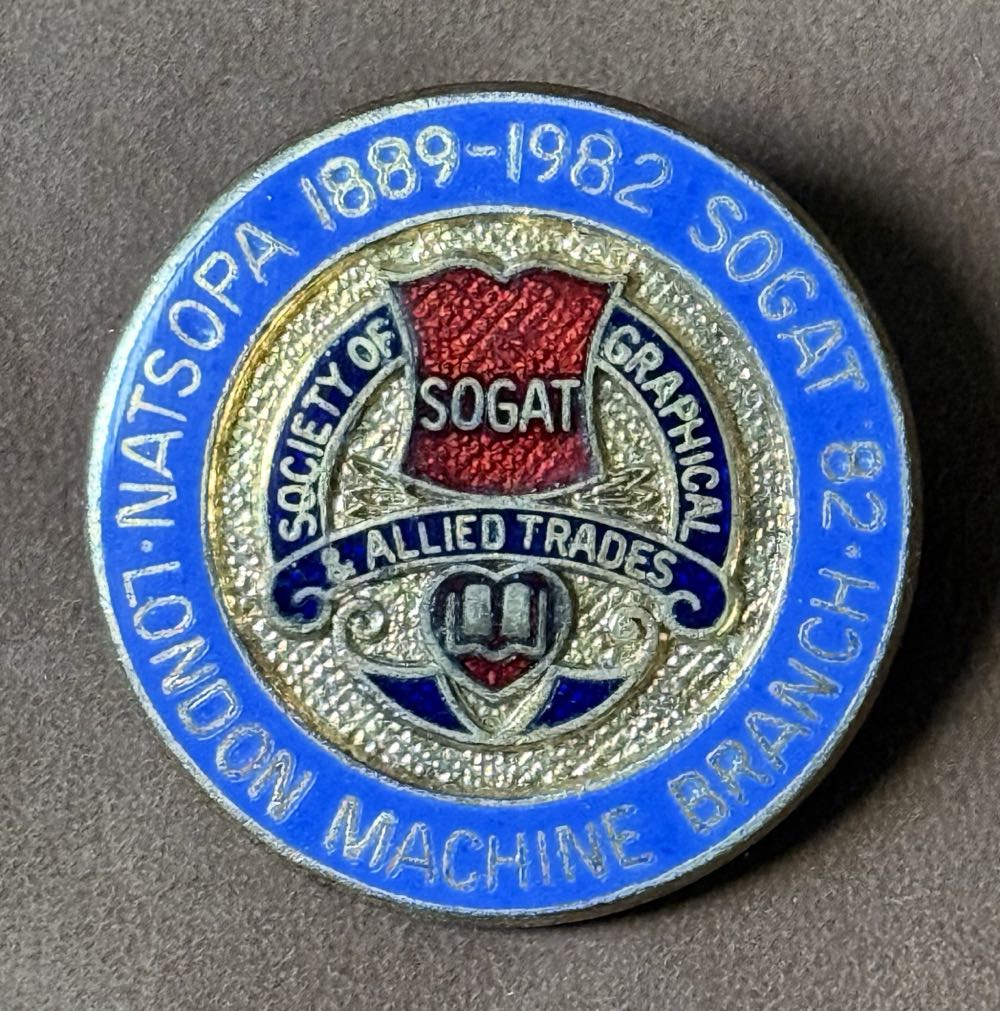 NATSOPA 1889-1982 SOGAT 82·
LONDON MACHINE BRANCH·
SOGAT
SOCIETY OF GRAPHICAL
& ALLIED TRADES